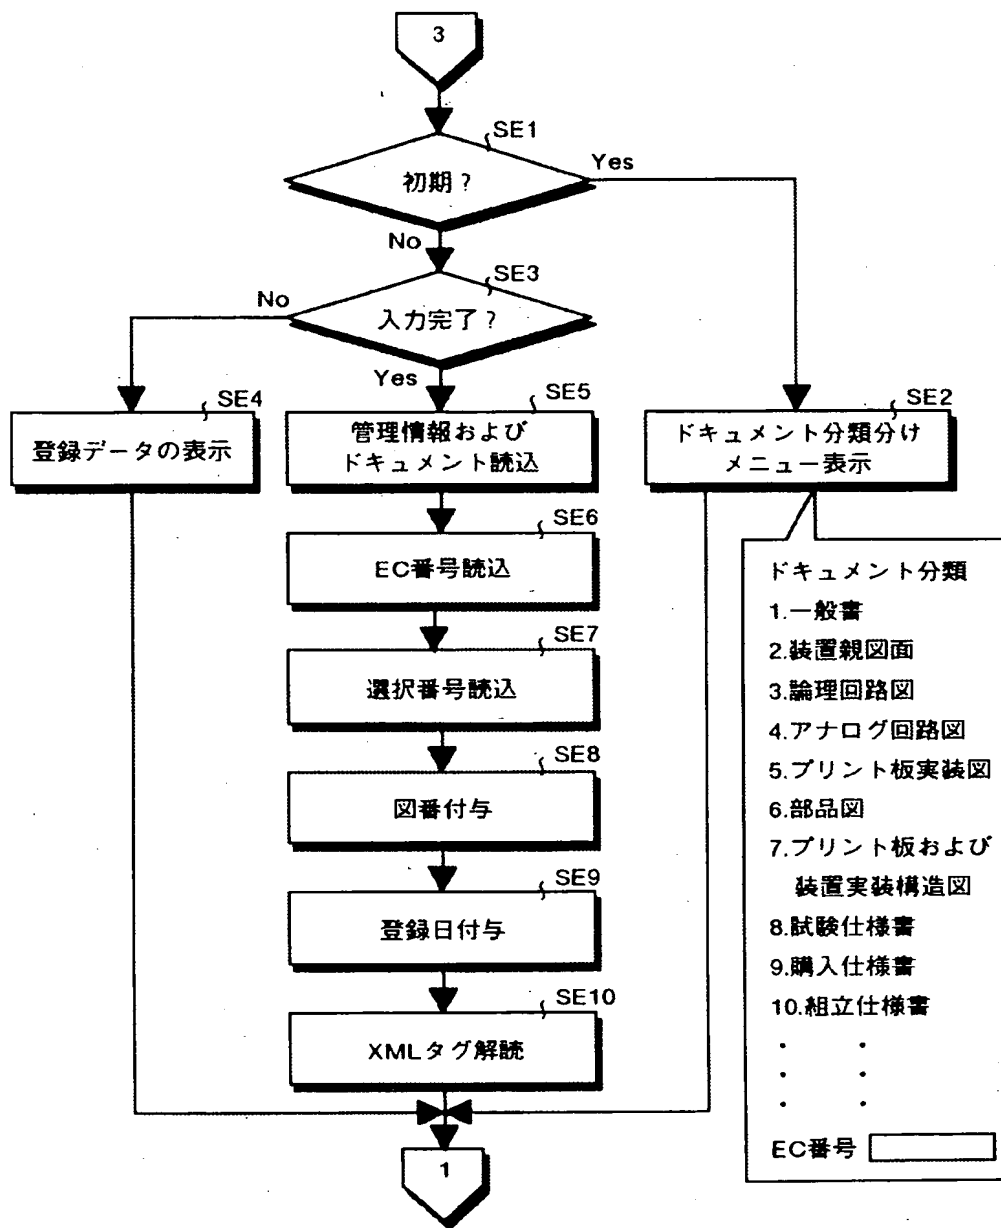 3
SE1
初期?
Yes
No
SE3
入力完了?
No
Yes
SE4
登録データの表示
SE5
管理情報および
ドキュメント読込
SE2
ドキュメント分類分け
メニュー表示
SE6
EC番号読込
SE7
選択番号読込
SE8
図番付与
SE9
登録日付与
SE10
XMLタグ解読
1
ドキュメント分類
1.一般書
2.装置親図面
3.論理回路図
4.アナログ回路図
5.プリント板実装図
6.部品図
7.プリント板および
装置実装構造図
8.試験仕様書
9.購入仕様書
10.組立仕様書
・ ・
・ ・
・ ・
EC番号